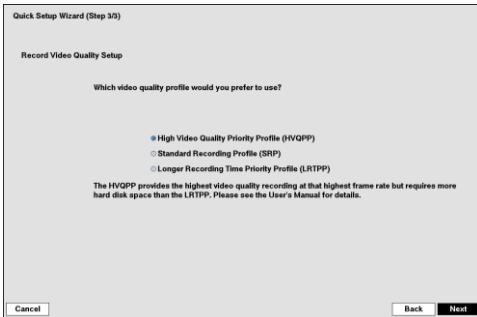 Quick Setup Wizard (Step 3/3)
Record Video Quality Setup
Which video quality profile would you prefer to use?
High Video Quality Priority Profile (HVQPP)
Standard Recording Profile (SRP)
Longer Recording Time Priority Profile (LRTPP)
The HVQPP provides the highest video quality recording at that highest frame rate but requires more
hard disk space than the LRTPP. Please see the User's Manual for details.
Cancel
Back
Next